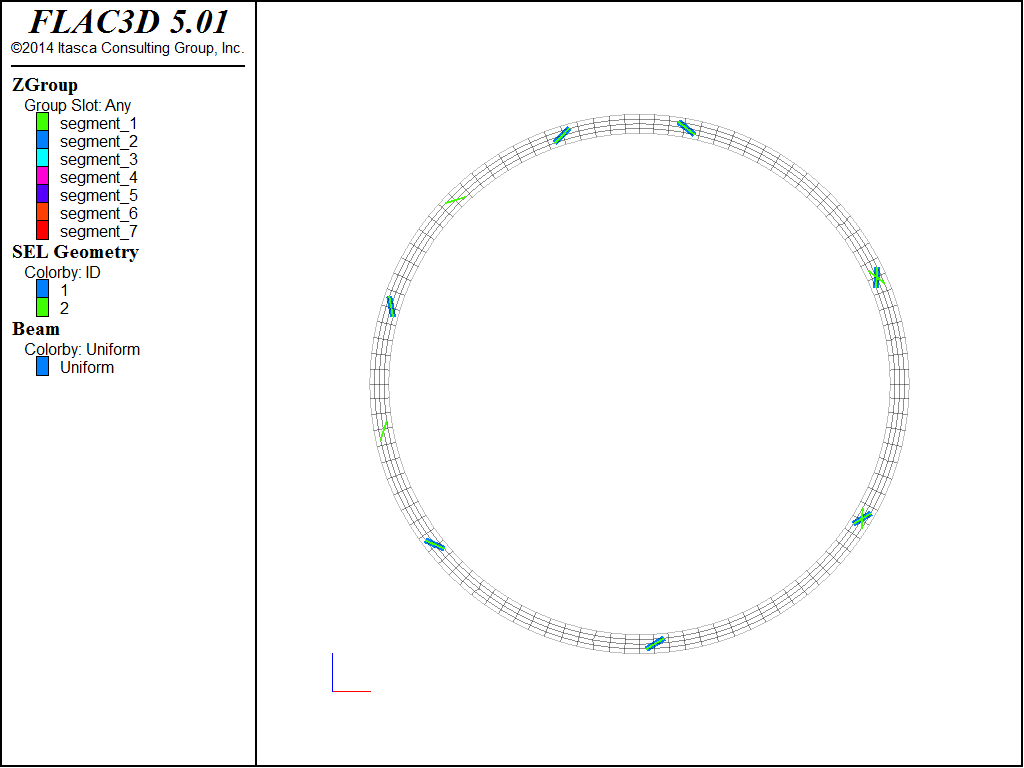 FLAC3D 5.01
©2014 Itasca Consulting Group, Inc.
ZGroup
Group Slot: Any
segment_1
segment_2
segment_3
segment_4
segment_5
segment_6
segment_7
SEL Geometry
Colorby: ID
1
2
Beam
Colorby: Uniform
Uniform